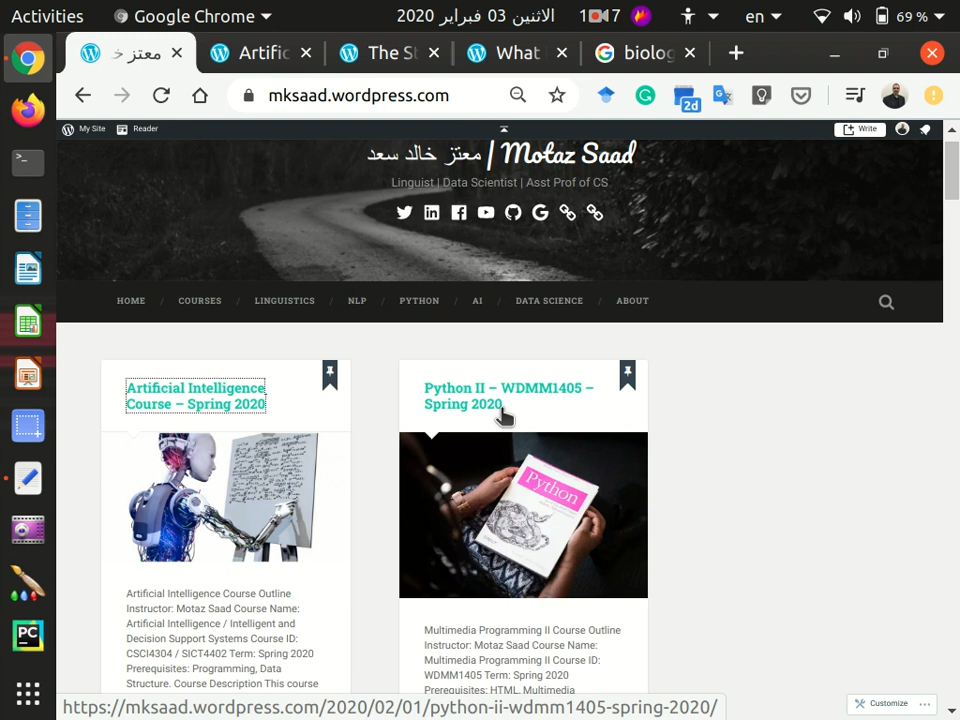 Activities
Google Chrome
الاثنين 03 فبراير 2020
1 7
en
69 %
معتز خ
Artific
The S
What
biolog
mksaad.wordpress.com
2d
My Site
Reader
Write
معتز خالد سعد | Motaz Saad
Linguist | Data Scientist | Asst Prof of CS
HOME / COURSES / LINGUISTICS / NLP / PYTHON / AI / DATA SCIENCE / ABOUT
Artificial Intelligence
Course – Spring 2020
Artificial Intelligence Course Outline
Instructor: Motaz Saad Course Name:
Artificial Intelligence / Intelligent and
Decision Support Systems Course ID:
CSCI4304 / SICT4402 Term: Spring 2020
Prerequisites: Programming, Data
Structure. Course Description This course
Python II – WDMM1405 –
Spring 2020
Python
Multimedia Programming II Course Outline
Instructor: Motaz Saad Course Name:
Multimedia Programming II Course ID:
WDMM1405 Term: Spring 2020
Prerequisites: HTML, Multimedia
https://mksaad.wordpress.com/2020/02/01/python-ii-wdmm1405-spring-2020/
Customize
PC